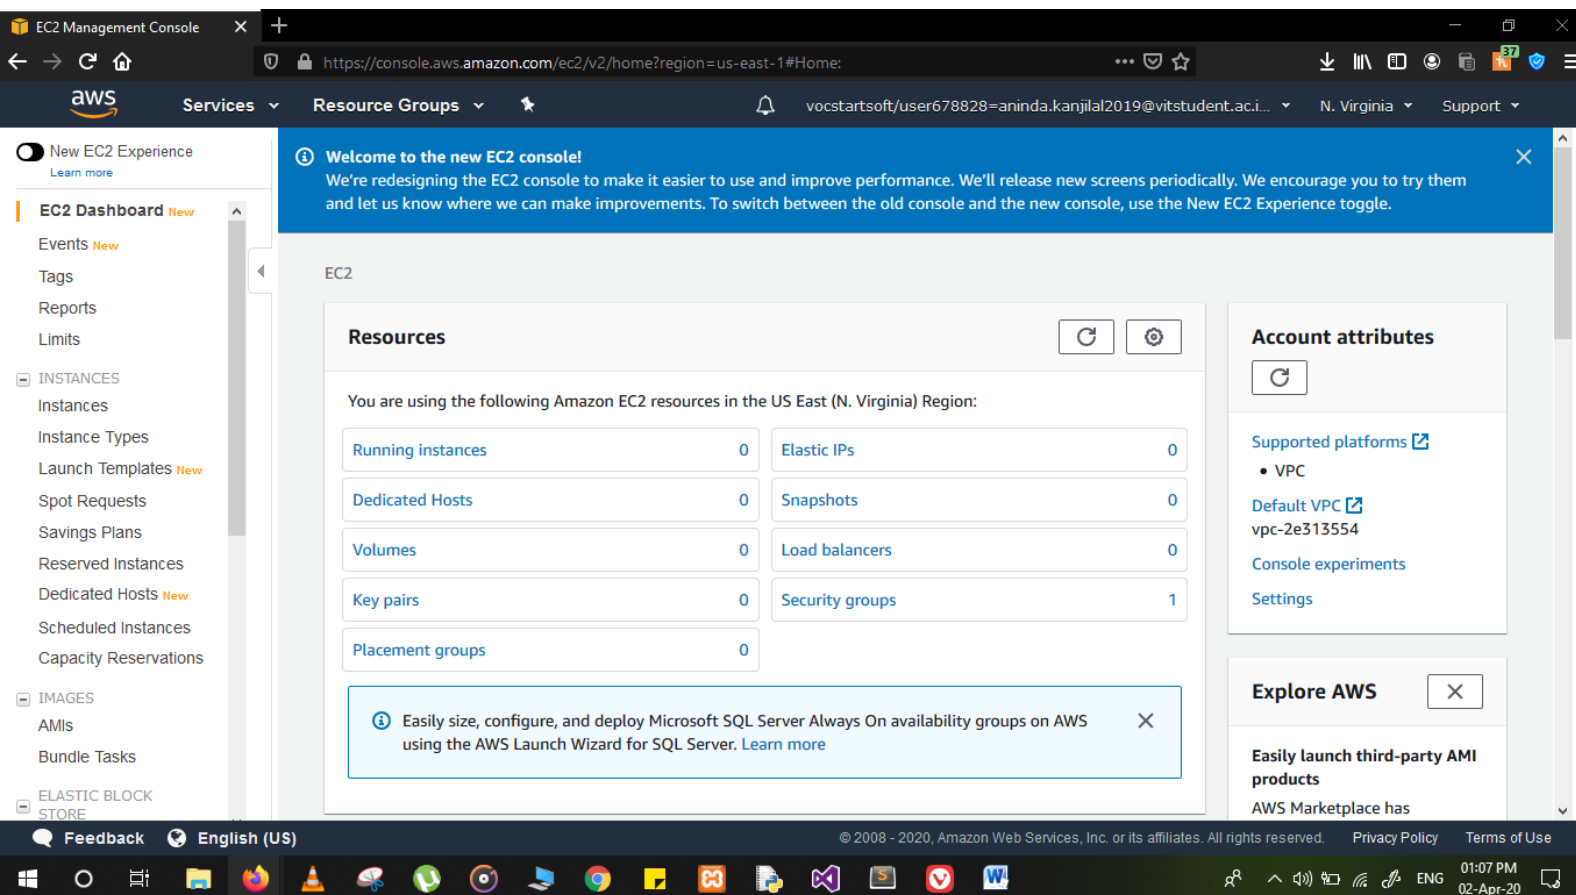 EC2 Management Console
https://console.aws.amazon.com/ec2/v2/home?region=us-east-1#Home:
37
aws
Services
Resource Groups
vocstartsoft/user678828=aninda.kanjilal2019@vitstudent.ac.i...
N. Virginia
Support
New EC2 Experience
Learn more
EC2 Dashboard New
Events New
Tags
Reports
Limits
INSTANCES
Instances
Instance Types
Launch Templates New
Spot Requests
Savings Plans
Reserved Instances
Dedicated Hosts New
Scheduled Instances
Capacity Reservations
IMAGES
AMIs
Bundle Tasks
ELASTIC BLOCK
STORE
Welcome to the new EC2 console!
We're redesigning the EC2 console to make it easier to use and improve performance. We'll release new screens periodically. We encourage you to try them
and let us know where we can make improvements. To switch between the old console and the new console, use the New EC2 Experience toggle.
EC2
Resources
You are using the following Amazon EC2 resources in the US East (N. Virginia) Region:
Running instances 0
Elastic IPs 0
Dedicated Hosts 0
Snapshots 0
Volumes 0
Load balancers 0
Key pairs 0
Security groups 1
Placement groups 0
Easily size, configure, and deploy Microsoft SQL Server Always On availability groups on AWS
using the AWS Launch Wizard for SQL Server. Learn more
Account attributes
Supported platforms
• VPC
Default VPC
vpc-2e313554
Console experiments
Settings
Explore AWS
Easily launch third-party AMI
products
AWS Marketplace has
Feedback
English (US)
© 2008 - 2020, Amazon Web Services, Inc. or its affiliates. All rights reserved.
Privacy Policy
Terms of Use
ENG
01:07 PM
02-Apr-20